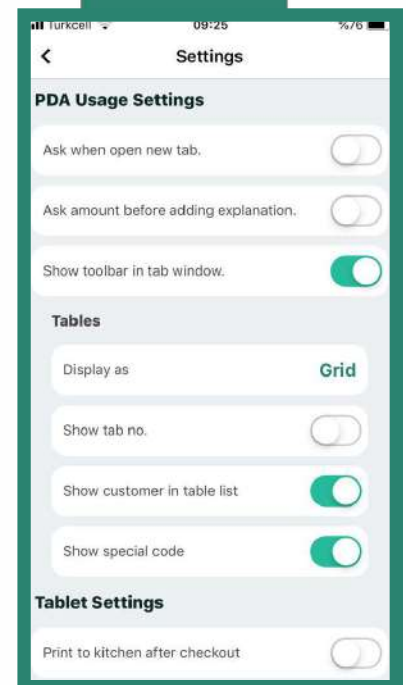 Turkcell 09:25 %76
Settings
PDA Usage Settings
Ask when open new tab.
Ask amount before adding explanation.
Show toolbar in tab window.
Tables
Display as Grid
Show tab no.
Show customer in table list
Show special code
Tablet Settings
Print to kitchen after checkout